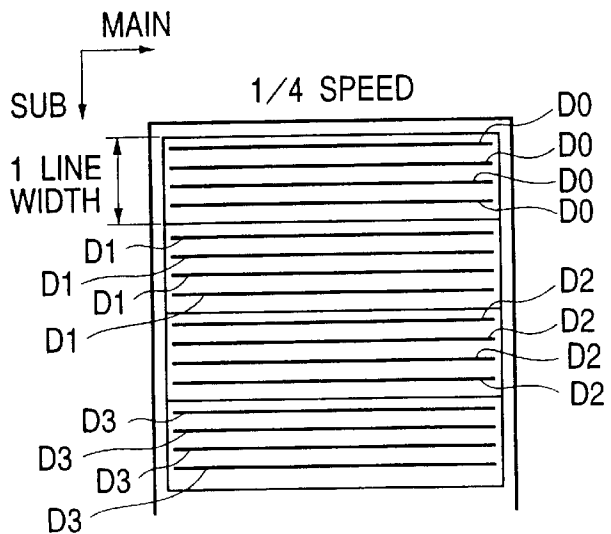 MAIN
SUB
1/4 SPEED
1 LINE
WIDTH
D0
D0
D0
D0
D1
D1
D1
D1
D2
D2
D2
D2
D3
D3
D3
D3